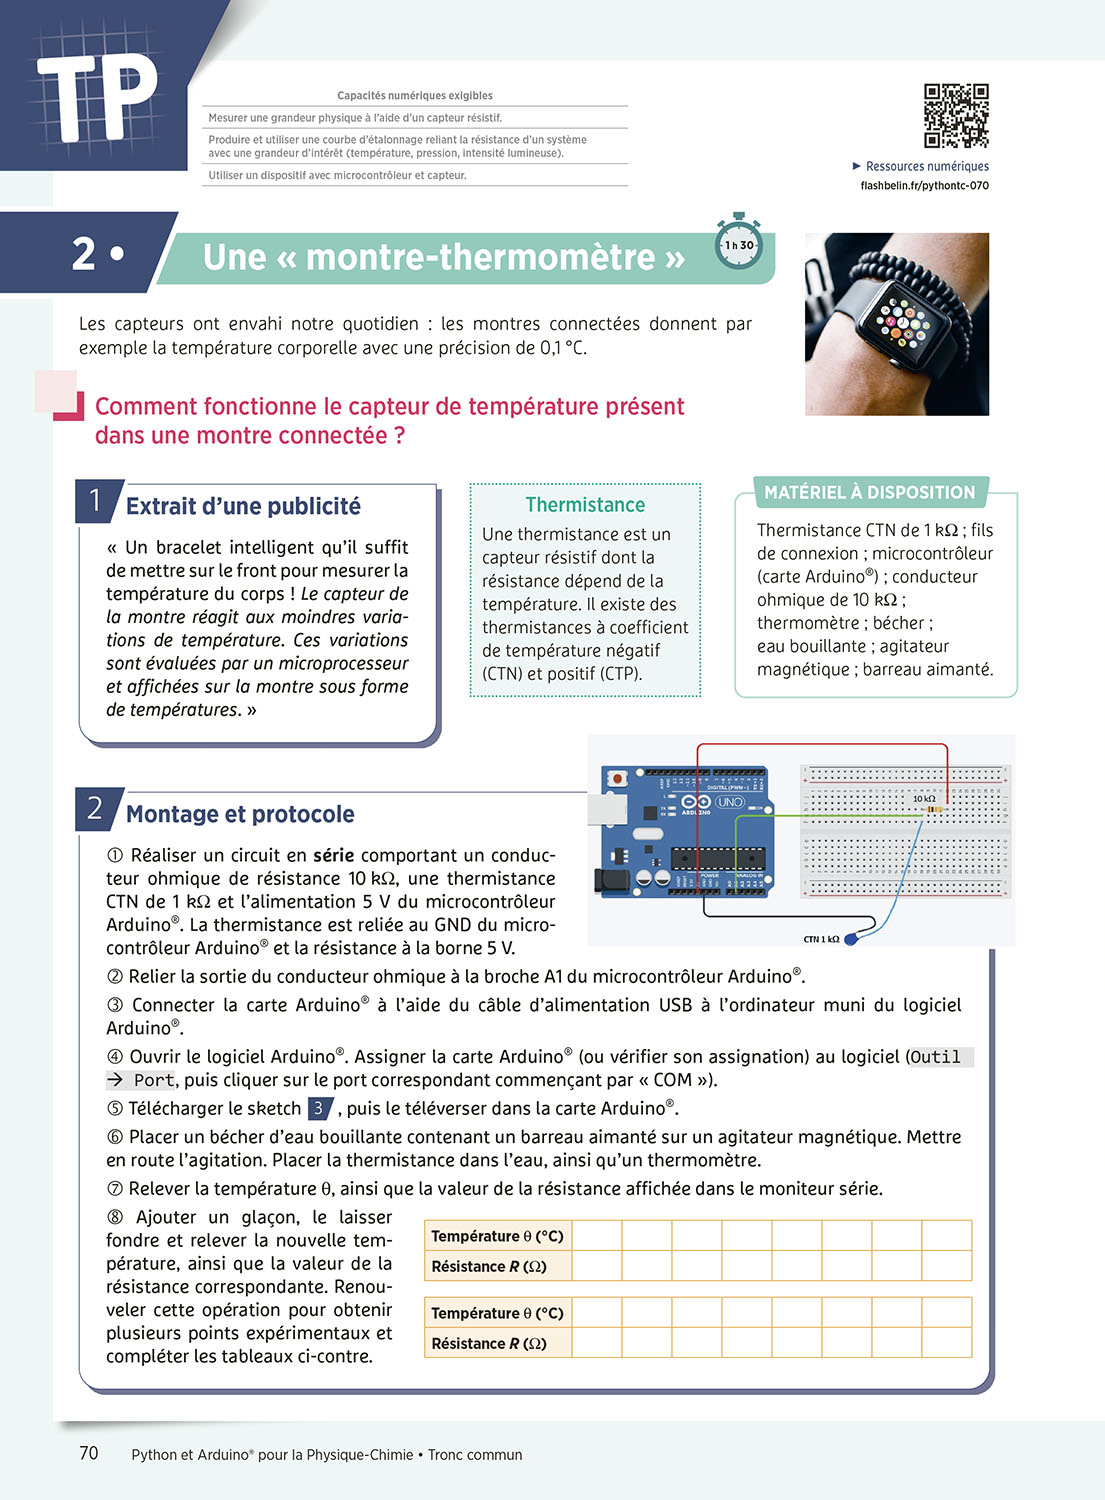 TP
Capacités numériques exigibles
Mesurer une grandeur physique à l'aide d'un capteur résistif.
Produire et utiliser une courbe d'étalonnage reliant la résistance d'un système
avec une grandeur d'intérêt (température, pression, intensité lumineuse).
Utiliser un dispositif avec microcontrôleur et capteur.
► Ressources numériques
flashbelin.fr/pythontc-070
2 •
Une « montre-thermomètre »
1 h 30
Les capteurs ont envahi notre quotidien : les montres connectées donnent par
exemple la température corporelle avec une précision de 0,1 °C.
Comment fonctionne le capteur de température présent
dans une montre connectée ?
1 Extrait d'une publicité
« Un bracelet intelligent qu'il suffit
de mettre sur le front pour mesurer la
température du corps ! Le capteur de
la montre réagit aux moindres varia-
tions de température. Ces variations
sont évaluées par un microprocesseur
et affichées sur la montre sous forme
de températures. »
Thermistance
Une thermistance est un
capteur résistif dont la
résistance dépend de la
température. Il existe des
thermistances à coefficient
de température négatif
(CTN) et positif (CTP).
MATÉRIEL À DISPOSITION
Thermistance CTN de 1 kΩ ; fils
de connexion ; microcontrôleur
(carte Arduino®) ; conducteur
ohmique de 10 kΩ ;
thermomètre ; bécher ;
eau bouillante ; agitateur
magnétique ; barreau aimanté.
2 Montage et protocole
① Réaliser un circuit en série comportant un conduc-
teur ohmique de résistance 10 kΩ, une thermistance
CTN de 1 kΩ et l'alimentation 5 V du microcontrôleur
Arduino®. La thermistance est reliée au GND du micro-
contrôleur Arduino® et la résistance à la borne 5 V.
DIGITAL (PWM~)
UNO
ARDUINO
POWER
ANALOG IN
10 kΩ
CTN 1 kΩ
② Relier la sortie du conducteur ohmique à la broche A1 du microcontrôleur Arduino®.
③ Connecter la carte Arduino® à l'aide du câble d'alimentation USB à l'ordinateur muni du logiciel
Arduino®.
④ Ouvrir le logiciel Arduino®. Assigner la carte Arduino® (ou vérifier son assignation) au logiciel (Outil
→ Port, puis cliquer sur le port correspondant commençant par « COM »).
⑤ Télécharger le sketch 3 , puis le téléverser dans la carte Arduino®.
⑥ Placer un bécher d'eau bouillante contenant un barreau aimanté sur un agitateur magnétique. Mettre
en route l'agitation. Placer la thermistance dans l'eau, ainsi qu'un thermomètre.
⑦ Relever la température θ, ainsi que la valeur de la résistance affichée dans le moniteur série.
⑧ Ajouter un glaçon, le laisser
fondre et relever la nouvelle tem-
pérature, ainsi que la valeur de la
résistance correspondante. Renou-
veler cette opération pour obtenir
plusieurs points expérimentaux et
compléter les tableaux ci-contre.
Température θ (°C)
Résistance R (Ω)
Température θ (°C)
Résistance R (Ω)
70 Python et Arduino® pour la Physique-Chimie • Tronc commun